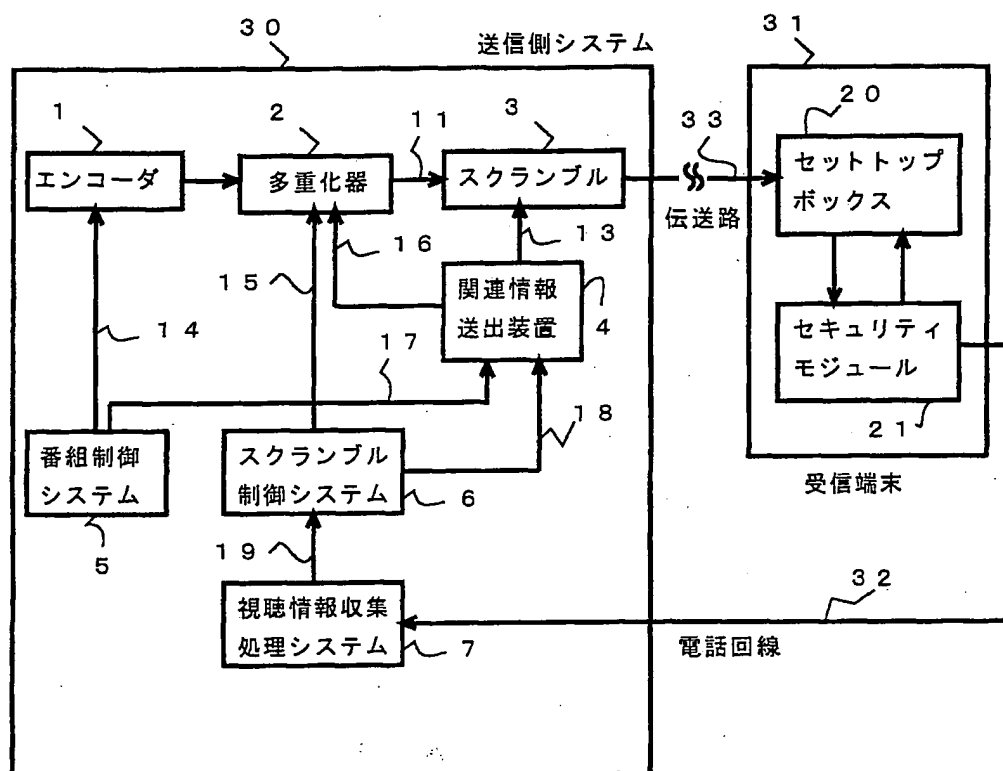 30
送信側システム
31
1
2
11
3
20
33
エンコーダ
多重化器
スクランブル
セットトップ
ボックス
伝送路
16
13
15
関連情報
送出装置
4
14
17
セキュリティ
モジュール
18
21
番組制御
システム
スクランブル
制御システム
6
受信端末
5
19
32
視聴情報収集
処理システム
7
電話回線